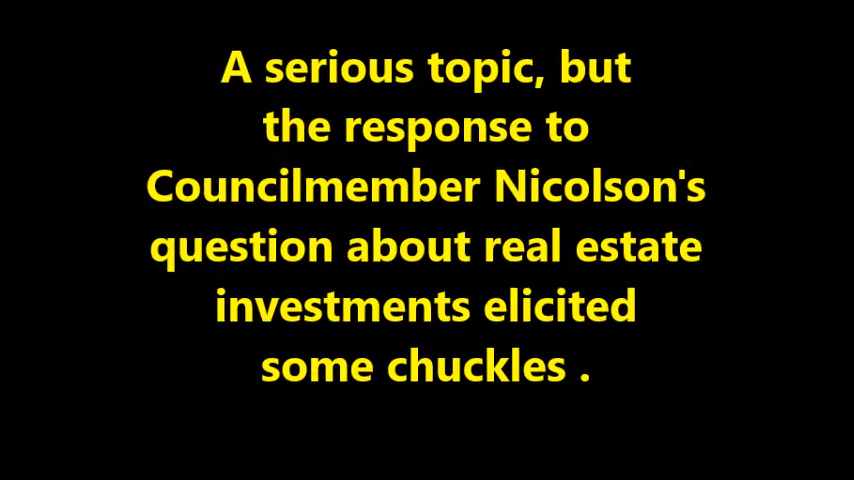 A serious topic, but
the response to
Councilmember Nicolson's
question about real estate
investments elicited
some chuckles .